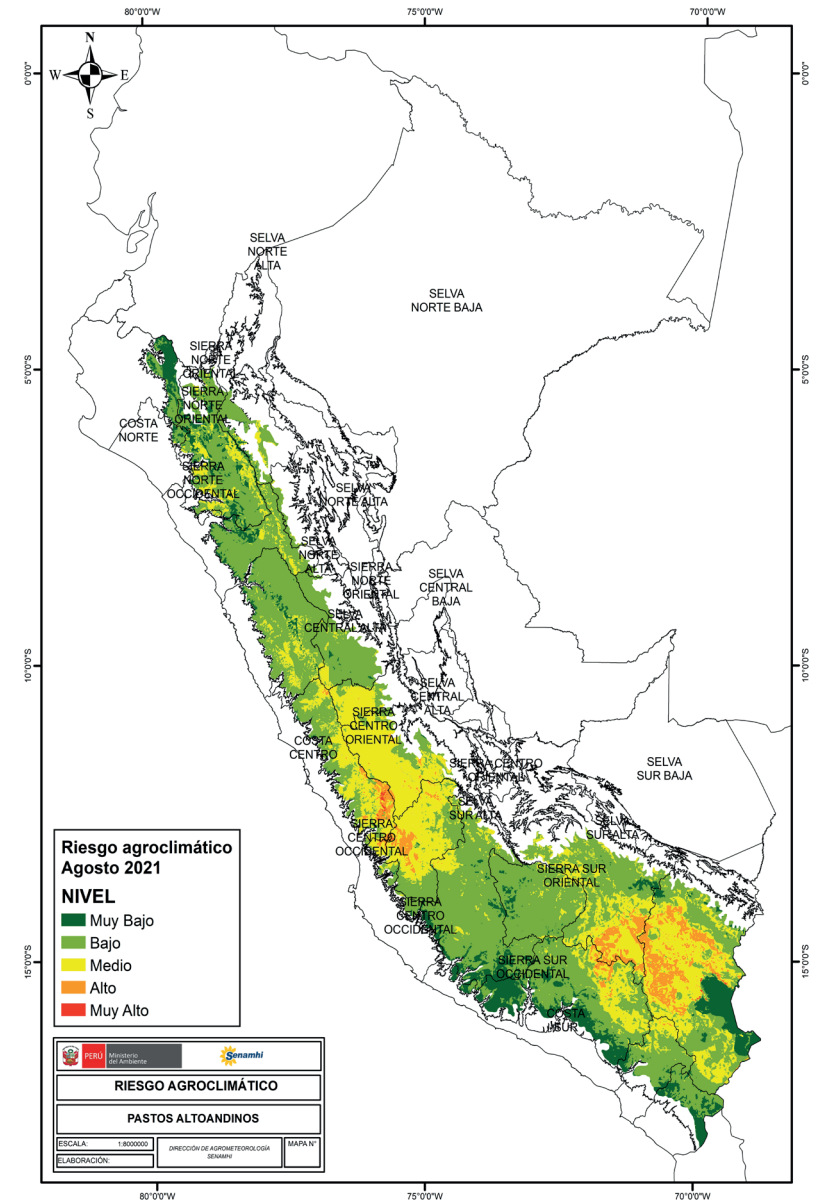 80°0'0"W
75°0'0"W
70°0'0"W
N
W
E
S
0°0'0"
0°0'0"
SELVA
NORTE
ALTA
SELVA
NORTE BAJA
5°0'0"S
5°0'0"S
SIERRA
NORTE
ORIENTAL
SIERRA
NORTE
ORIENTAL
COSTA
NORTE
SIERRA
NORTE
OCCIDENTAL
SELVA
NORTE ALTA
SELVA
NORTE
ALTA
SIERRA
NORTE
ORIENTAL
SELVA
CENTRAL
BAJA
SELVA
CENTRAL ALTA
10°0'0"S
10°0'0"S
SELVA
CENTRAL
ALTA
SIERRA
CENTRO
ORIENTAL
COSTA
CENTRO
SIERRA CENTRO
ORIENTAL
SELVA
SUR BAJA
SELVA
SUR ALTA
SELVA
SUR ALTA
SIERRA
CENTRO
OCCIDENTAL
SIERRA SUR
ORIENTAL
SIERRA
CENTRO
OCCIDENTAL
15°0'0"S
15°0'0"S
SIERRA SUR
OCCIDENTAL
COSTA
SUR
Riesgo agroclimático
Agosto 2021
NIVEL
Muy Bajo
Bajo
Medio
Alto
Muy Alto
PERÚ
Ministerio
del Ambiente
Senamhi
RIESGO AGROCLIMÁTICO
PASTOS ALTOANDINOS
ESCALA: 1:8000000
ELABORACIÓN:
DIRECCIÓN DE AGROMETEOROLOGÍA
SENAMHI
MAPA N°
80°0'0"W
75°0'0"W
70°0'0"W